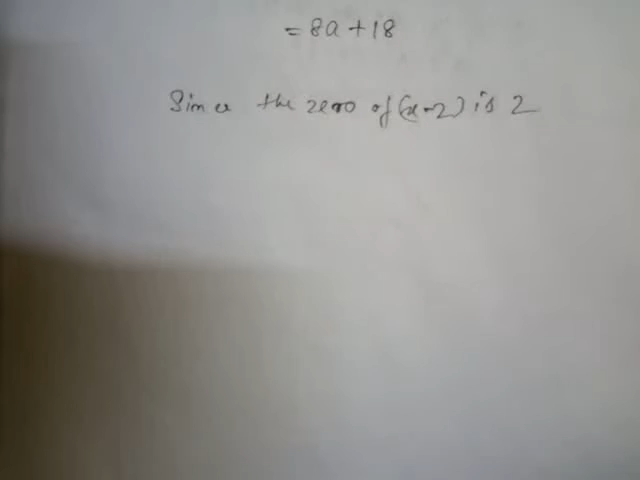 = 8a + 18
Since the zero of (x-2) is 2